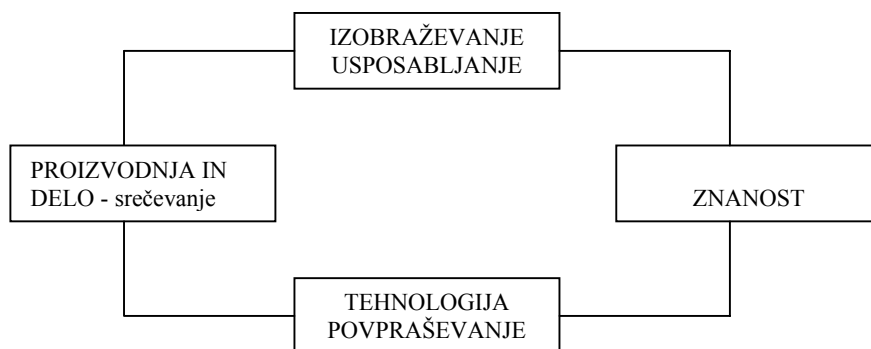 IZOBRAŽEVANJE
USPOSABLJANJE
PROIZVODNJA IN
DELO - srečevanje
ZNANOST
TEHNOLOGIJA
POVPRAŠEVANJE